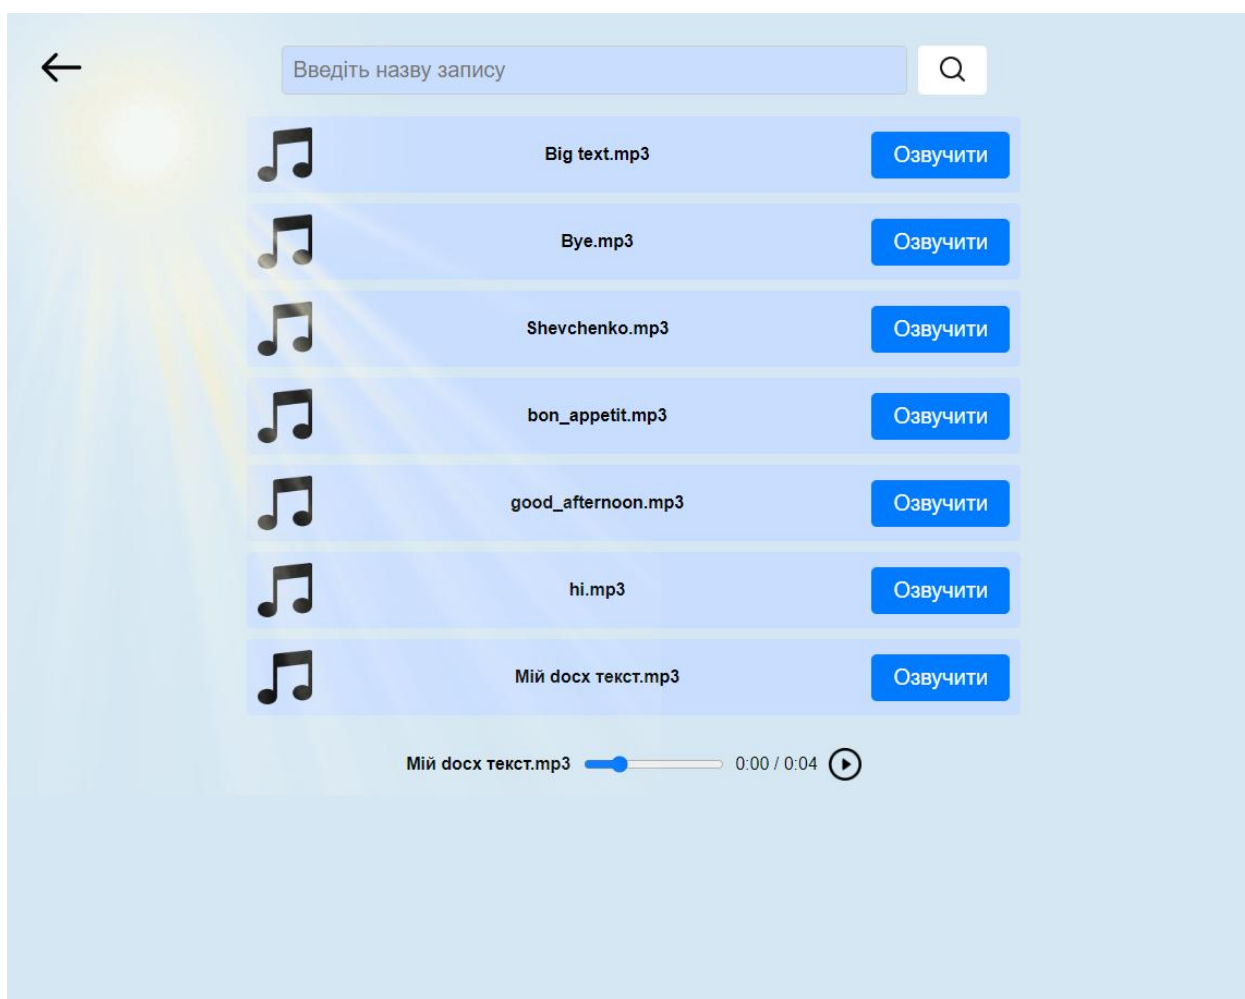 Введіть назву запису
Big text.mp3 Озвучити
Bye.mp3 Озвучити
Shevchenko.mp3 Озвучити
bon_appetit.mp3 Озвучити
good_afternoon.mp3 Озвучити
hi.mp3 Озвучити
Мій docx текст.mp3 Озвучити
Мій docx текст.mp3 0:00 / 0:04